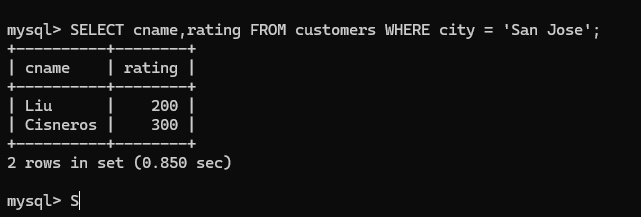 mysql> SELECT cname,rating FROM customers WHERE city = 'San Jose';
+----------+--------+
| cname    | rating |
+----------+--------+
| Liu      |    200 |
| Cisneros |    300 |
+----------+--------+
2 rows in set (0.850 sec)
mysql> S